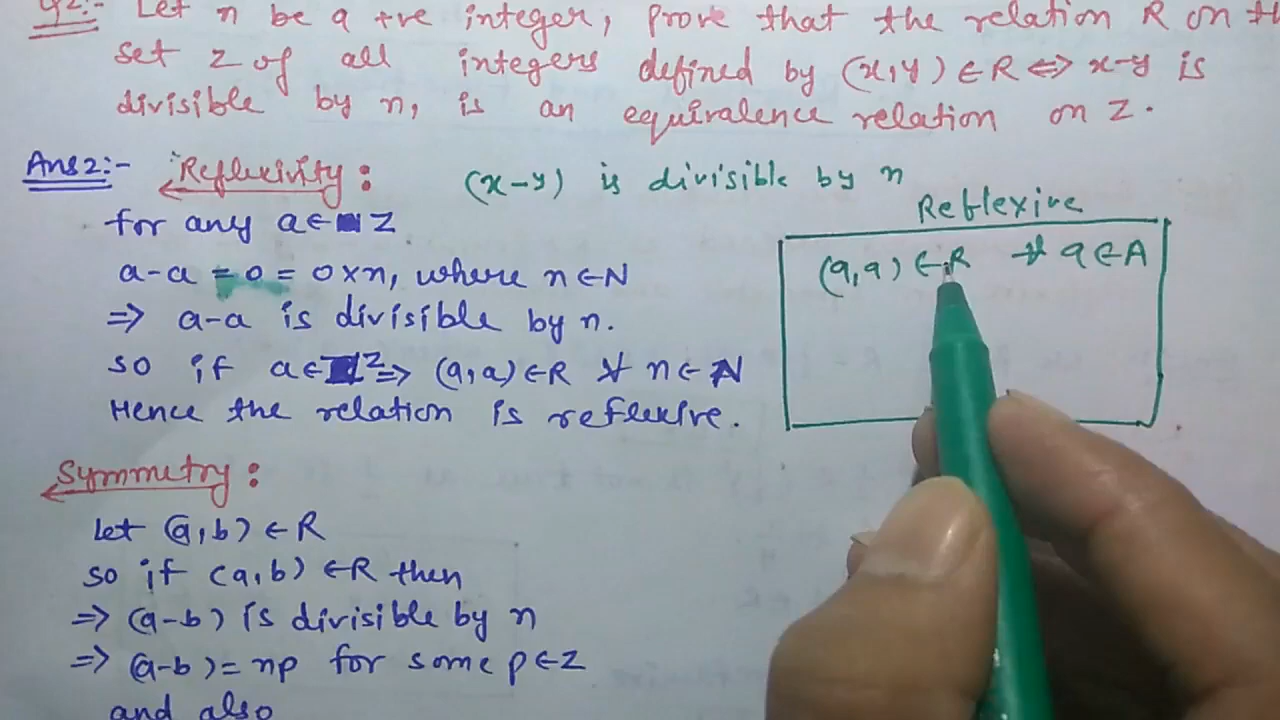 Q2:- Let n be a +ve integer, prove that the relation R on th
set Z of all integers defined by (x,y) ∈ R ⇔ x-y is
divisible by n, is an equivalence relation on Z.
Ans2:- Reflexivity: (x-y) is divisible by n
for any a ∈ Z
a-a = 0 = 0×n, where n ∈ N
⇒ a-a is divisible by n.
so if a ∈ Z ⇒ (a,a) ∈ R ∀ n ∈ N
Hence the relation is reflexive.
Reflexive
(a,a) ∈ R ∀ a ∈ A
Symmetry:
Let (a,b) ∈ R
so if (a,b) ∈ R then
⇒ (a-b) is divisible by n
⇒ (a-b) = np for some p ∈ Z
and also